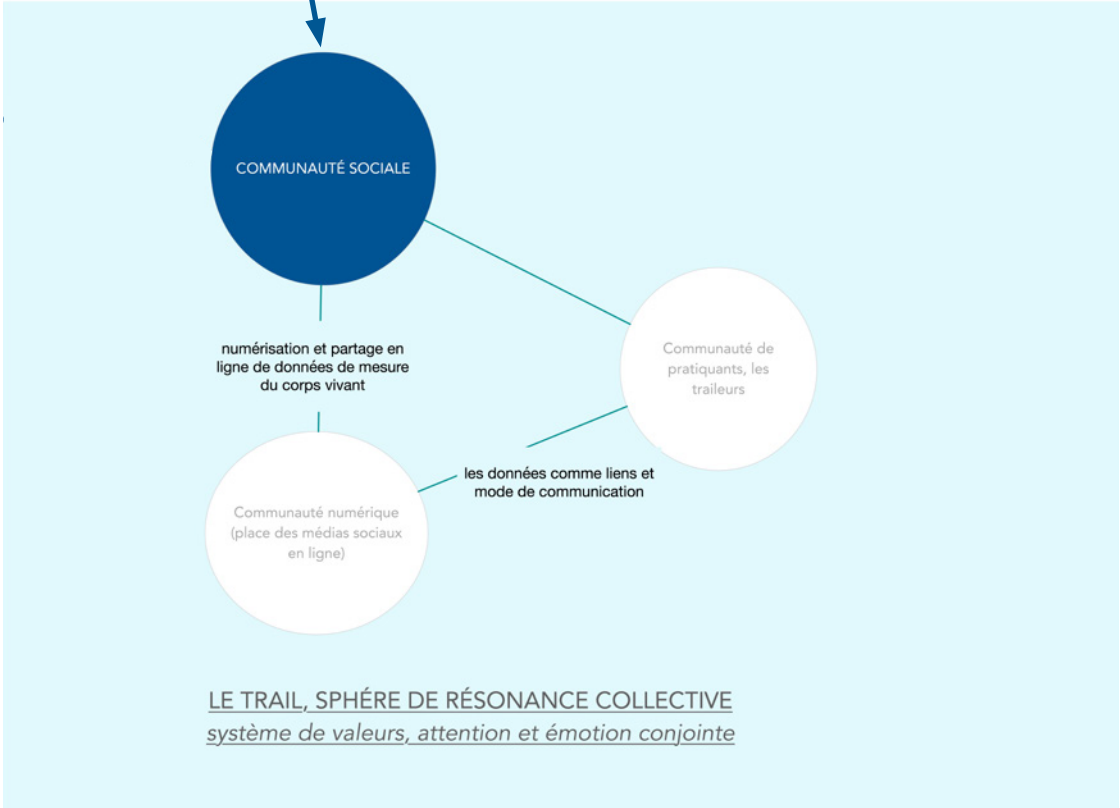 COMMUNAUTÉ SOCIALE
numérisation et partage en
ligne de données de mesure
du corps vivant
Communauté de
pratiquants, les
traileurs
les données comme liens et
mode de communication
Communauté numérique
(place des médias sociaux
en ligne)
LE TRAIL, SPHÉRE DE RÉSONANCE COLLECTIVE
système de valeurs, attention et émotion conjointe